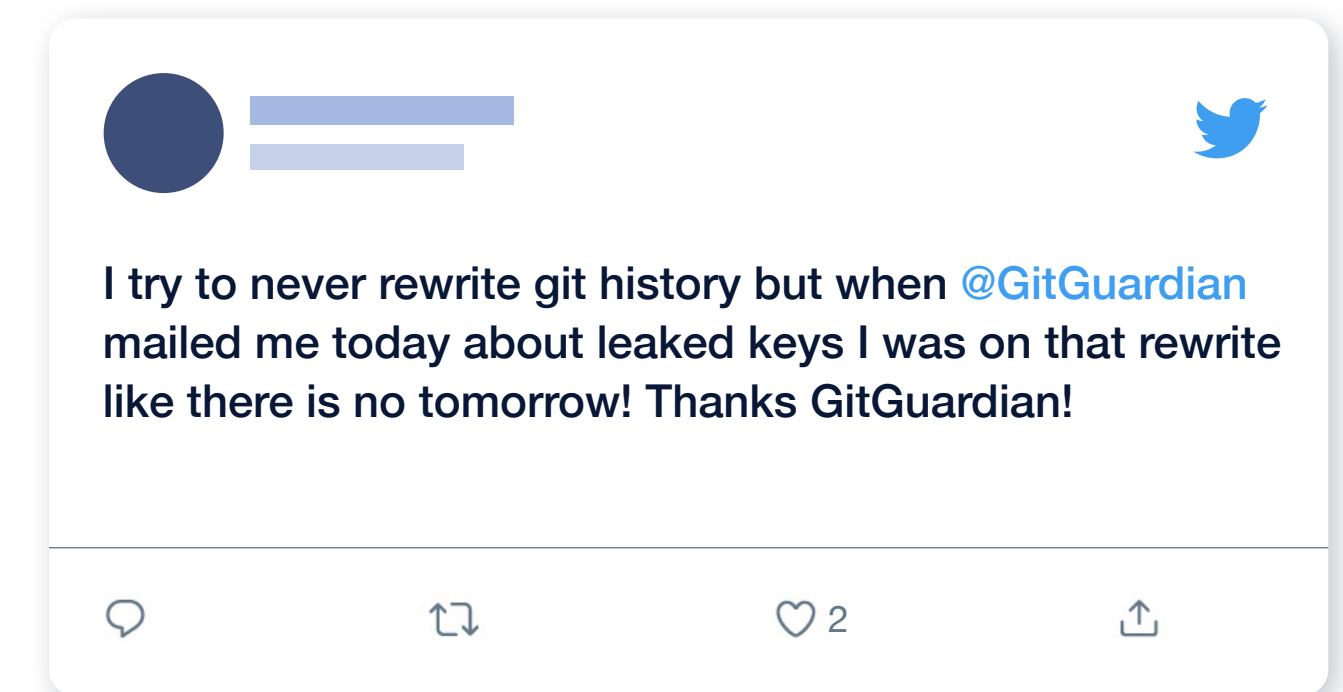 I try to never rewrite git history but when @GitGuardian
mailed me today about leaked keys I was on that rewrite
like there is no tomorrow! Thanks GitGuardian!
2